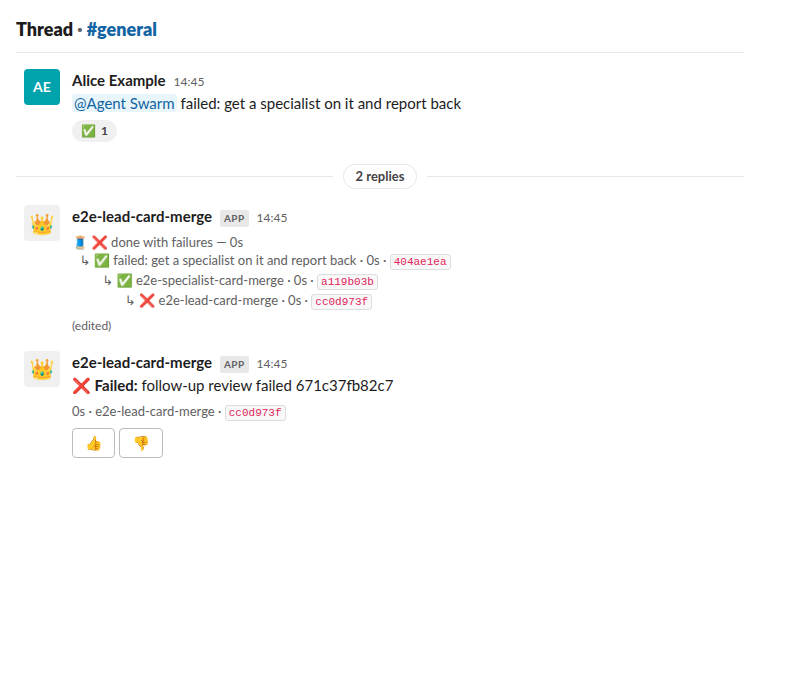 Thread • #general
AE
Alice Example 14:45
@Agent Swarm failed: get a specialist on it and report back
✅ 1
2 replies
e2e-lead-card-merge APP 14:45
🧵 ❌ done with failures — 0s
↳ ✅ failed: get a specialist on it and report back · 0s · 404ae1ea
↳ ✅ e2e-specialist-card-merge · 0s · a119b03b
↳ ❌ e2e-lead-card-merge · 0s · cc0d973f
(edited)
e2e-lead-card-merge APP 14:45
❌ Failed: follow-up review failed 671c37fb82c7
0s · e2e-lead-card-merge · cc0d973f
👍 👎